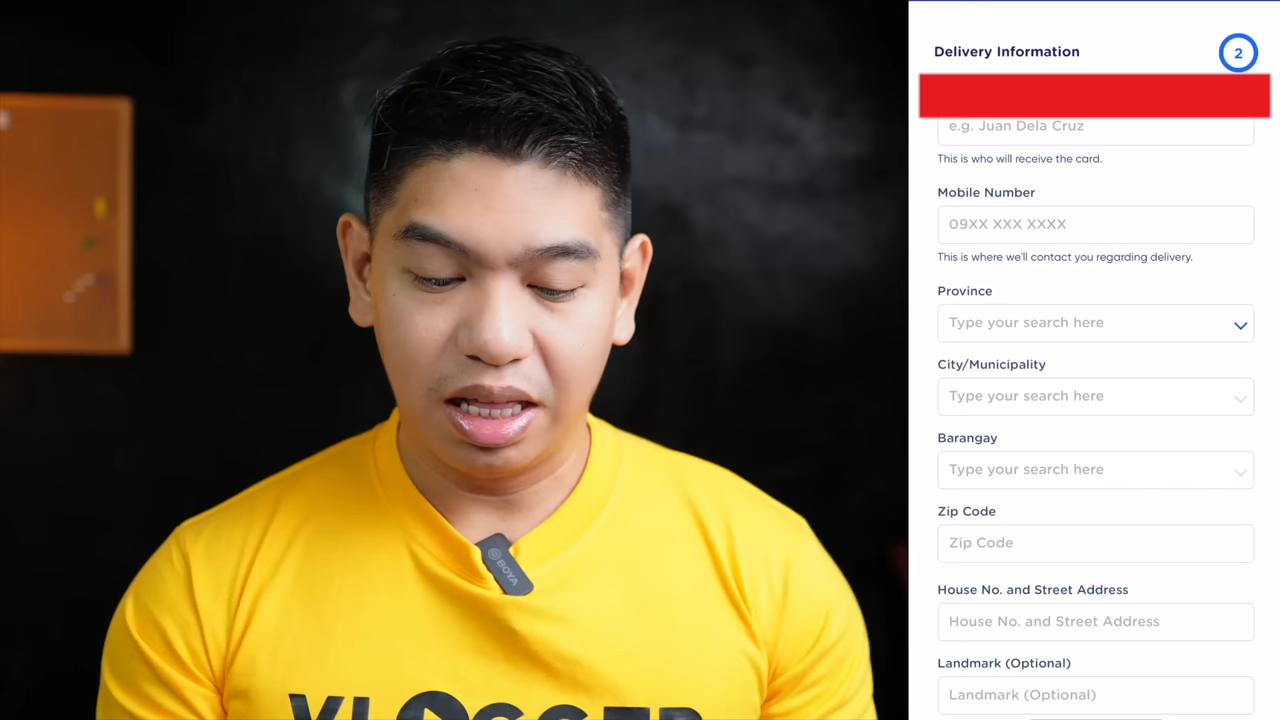 Delivery Information
2
e.g. Juan Dela Cruz
This is who will receive the card.
Mobile Number
09XX XXX XXXX
This is where we'll contact you regarding delivery.
Province
Type your search here
City/Municipality
Type your search here
Barangay
Type your search here
Zip Code
Zip Code
House No. and Street Address
House No. and Street Address
Landmark (Optional)
Landmark (Optional)
BOYA
VLOGGER